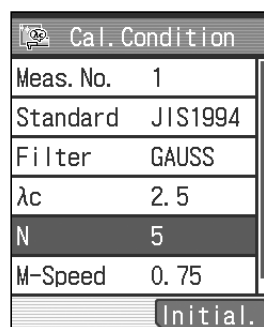 Cal. Condition
Meas. No. 1
Standard JIS1994
Filter GAUSS
λc 2.5
N 5
M-Speed 0.75
Initial.